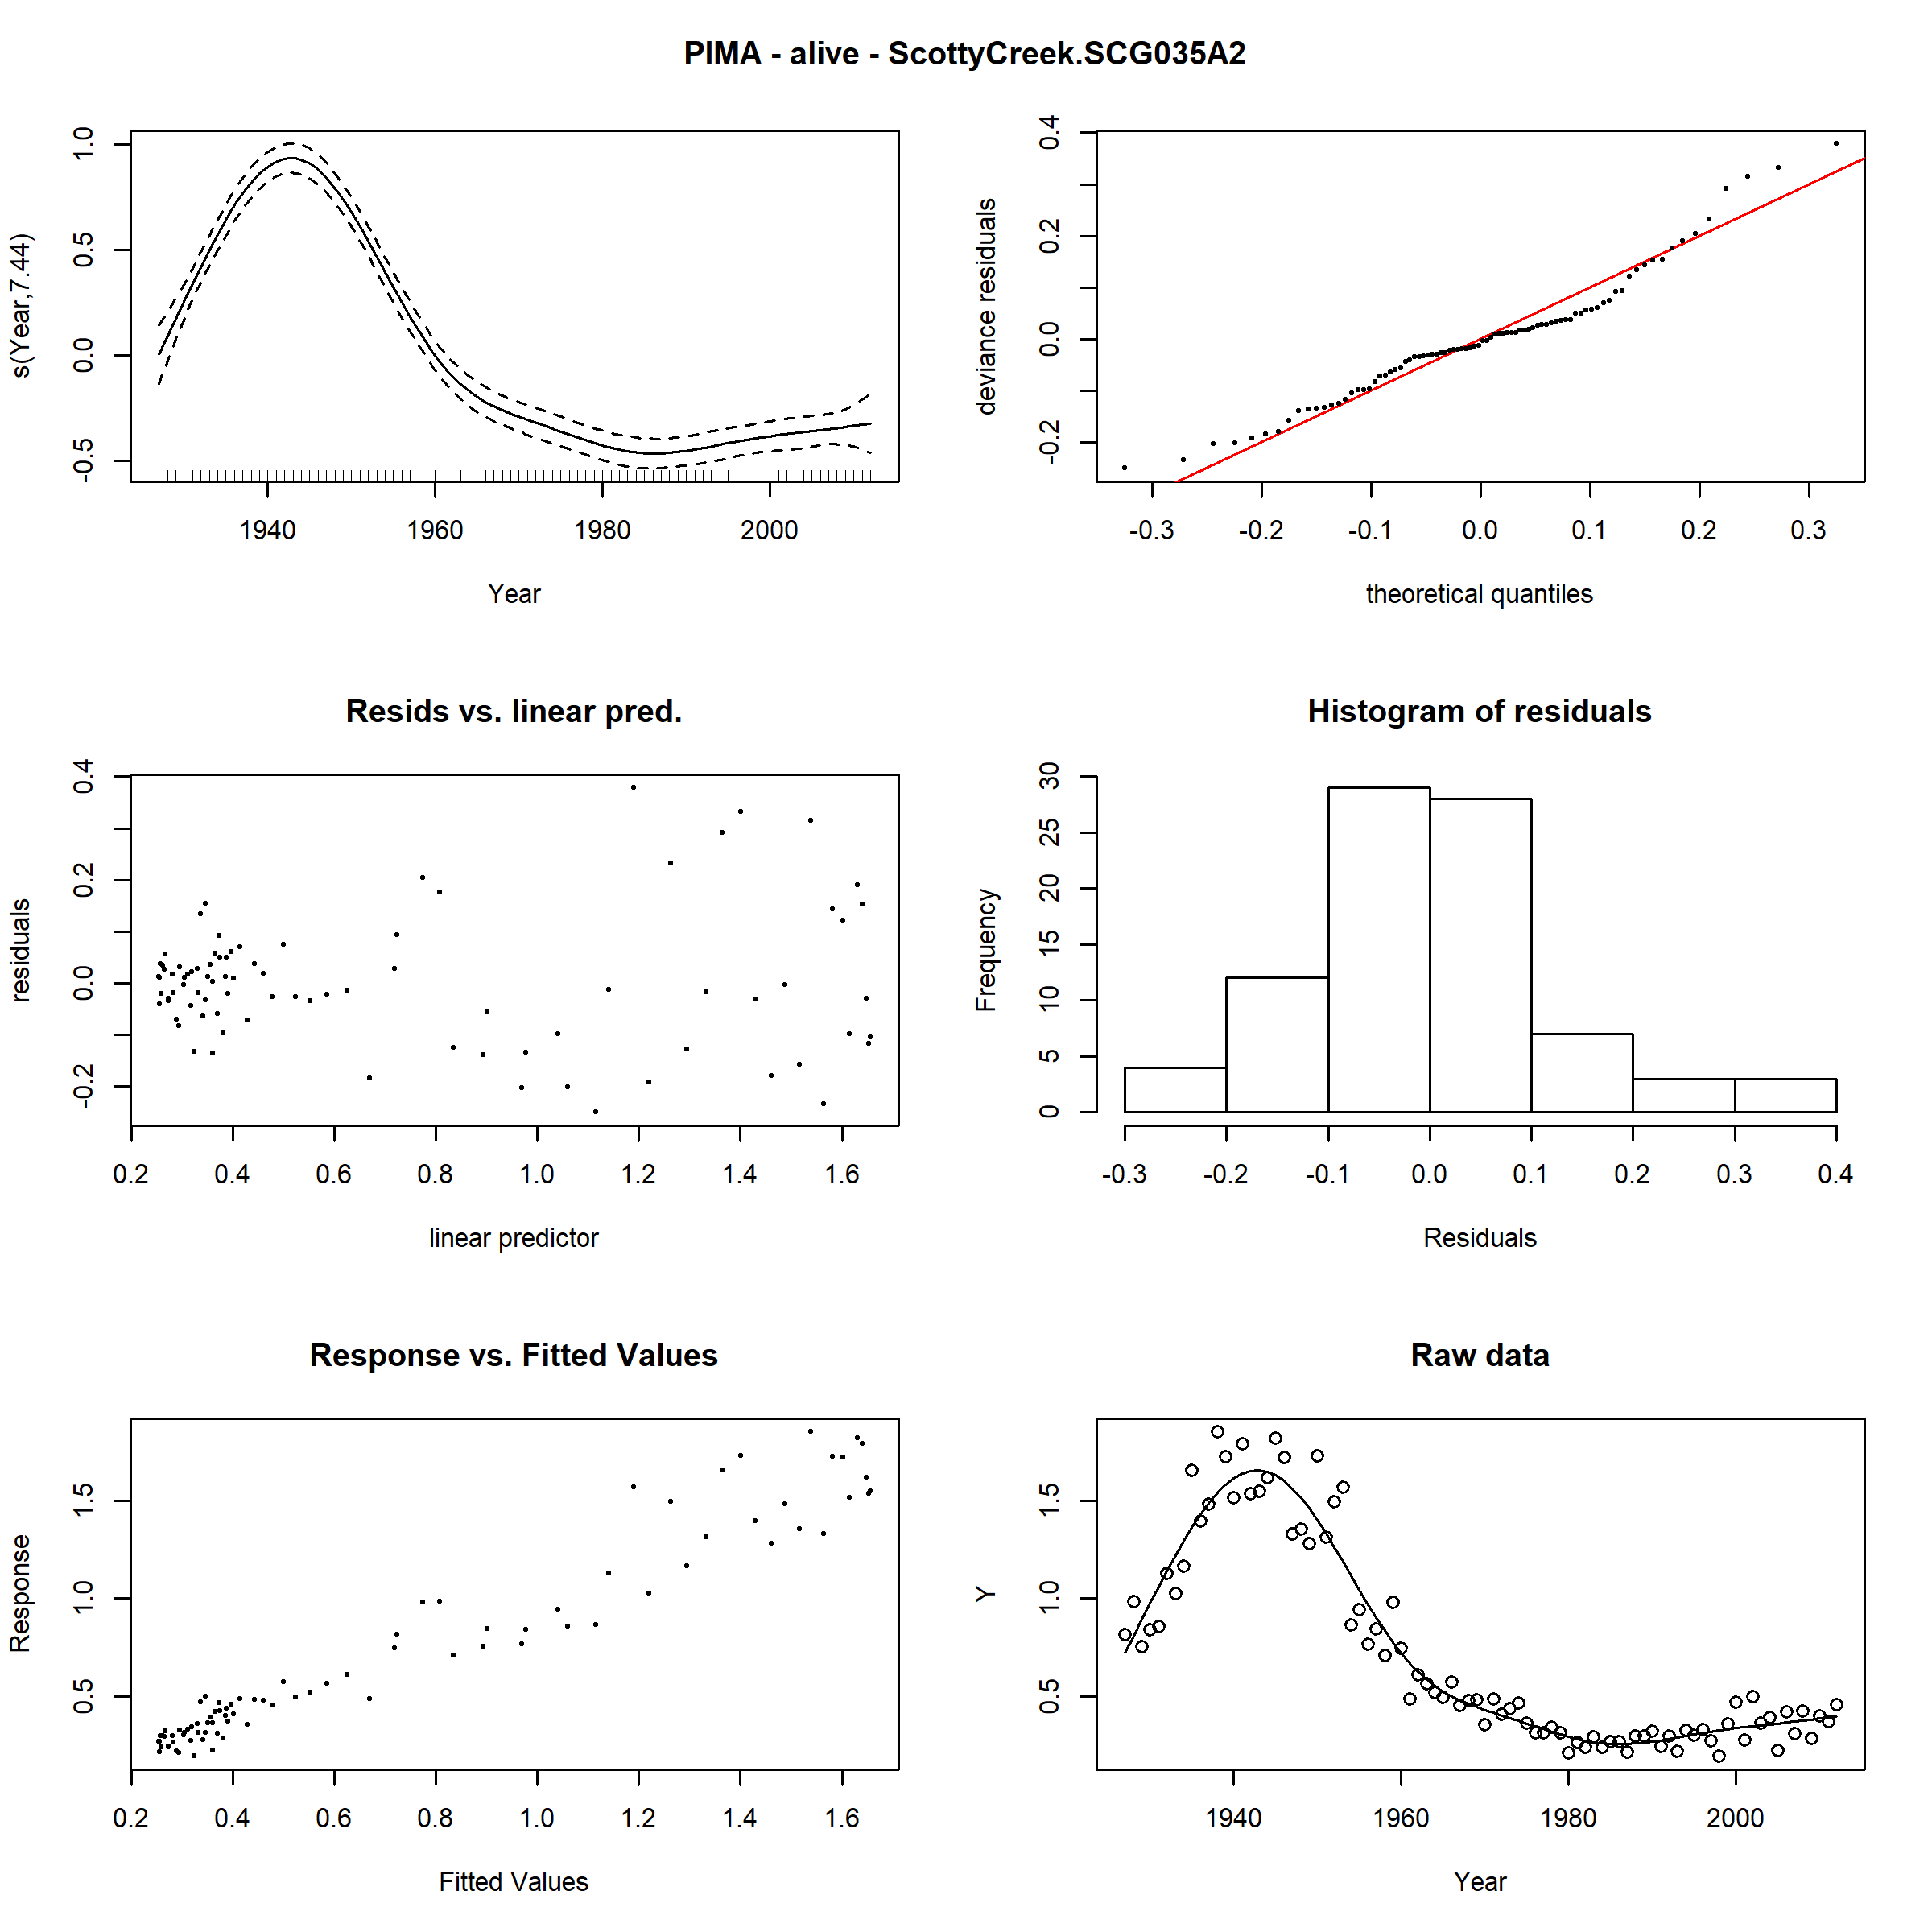 PIMA - alive - ScottyCreek.SCG035A2
s(Year,7.44)
-0.5 0.0 0.5 1.0
1940 1960 1980 2000
Year
deviance residuals
-0.2 0.0 0.2 0.4
-0.3 -0.2 -0.1 0.0 0.1 0.2 0.3
theoretical quantiles
Resids vs. linear pred.
residuals
-0.2 0.0 0.2 0.4
0.2 0.4 0.6 0.8 1.0 1.2 1.4 1.6
linear predictor
Histogram of residuals
Frequency
0 5 10 15 20 25 30
-0.3 -0.2 -0.1 0.0 0.1 0.2 0.3 0.4
Residuals
Response vs. Fitted Values
Response
0.5 1.0 1.5
0.2 0.4 0.6 0.8 1.0 1.2 1.4 1.6
Fitted Values
Raw data
Y
0.5 1.0 1.5
1940 1960 1980 2000
Year